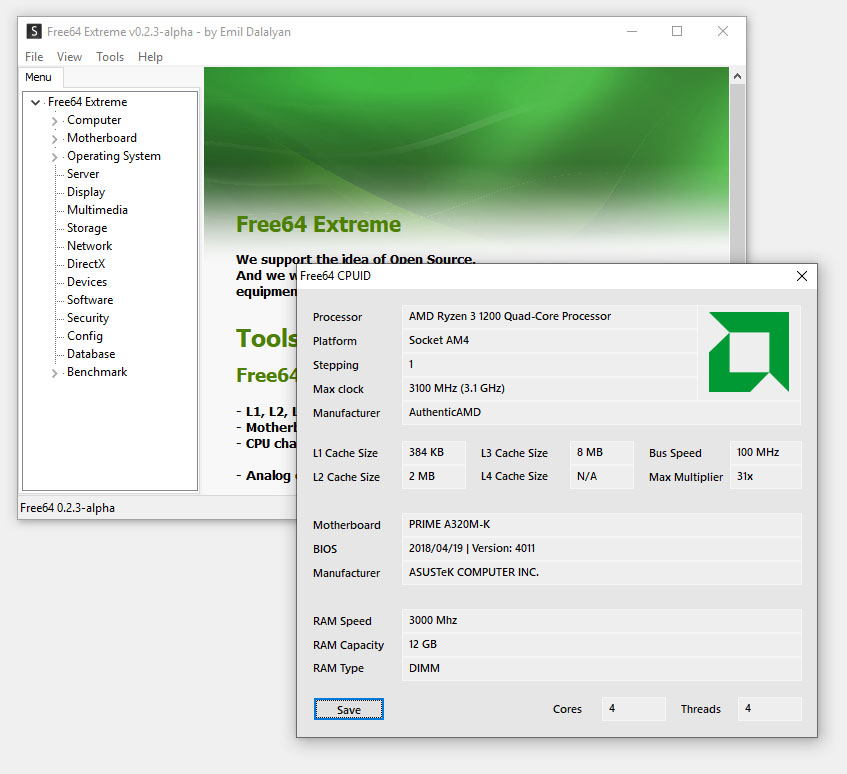 S Free64 Extreme v0.2.3-alpha - by Emil Dalalyan
File View Tools Help
Menu
Free64 Extreme
Computer
Motherboard
Operating System
Server
Display
Multimedia
Storage
Network
DirectX
Devices
Software
Security
Config
Database
Benchmark
Free64 0.2.3-alpha
Free64 Extreme
We support the idea of Open Source.
And we w
equipmen
Tools
Free64
- L1, L2, L
- Motherb
- CPU cha
- Analog
Free64 CPUID
Processor AMD Ryzen 3 1200 Quad-Core Processor
Platform Socket AM4
Stepping 1
Max clock 3100 MHz (3.1 GHz)
Manufacturer AuthenticAMD
L1 Cache Size 384 KB L3 Cache Size 8 MB Bus Speed 100 MHz
L2 Cache Size 2 MB L4 Cache Size N/A Max Multiplier 31x
Motherboard PRIME A320M-K
BIOS 2018/04/19 | Version: 4011
Manufacturer ASUSTeK COMPUTER INC.
RAM Speed 3000 Mhz
RAM Capacity 12 GB
RAM Type DIMM
Save Cores 4 Threads 4